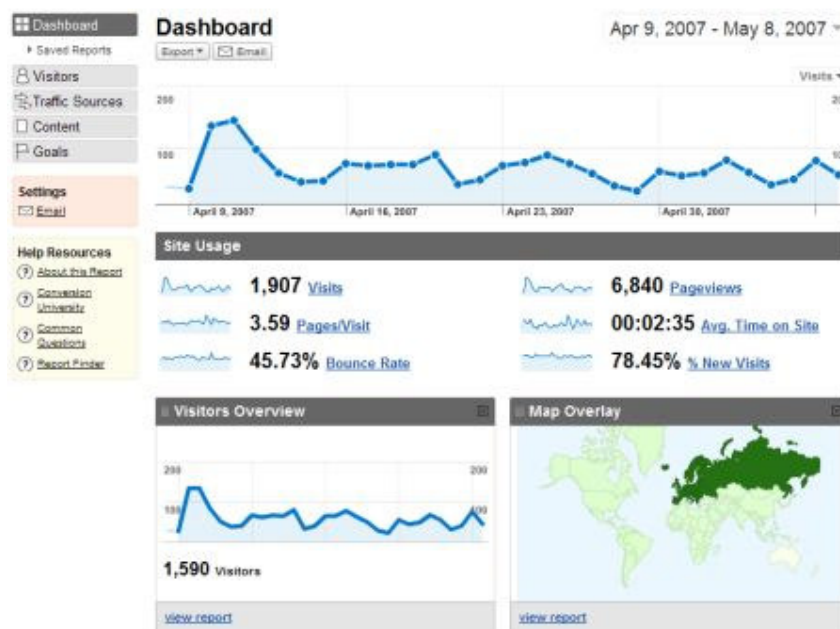 Dashboard
Saved Reports
Visitors
Traffic Sources
Content
Goals
Settings
Email
Help Resources
About this Report
Conversion
University
Common
Questions
Report Finder
Dashboard
Apr 9, 2007 - May 8, 2007
Export
Email
Visits
200
100
April 9, 2007 April 16, 2007 April 23, 2007 April 30, 2007
Site Usage
1,907 Visits
6,840 Pageviews
3.59 Pages/Visit
00:02:35 Avg. Time on Site
45.73% Bounce Rate
78.45% % New Visits
Visitors Overview
200 200
100 100
1,590 Visitors
view report
Map Overlay
view report